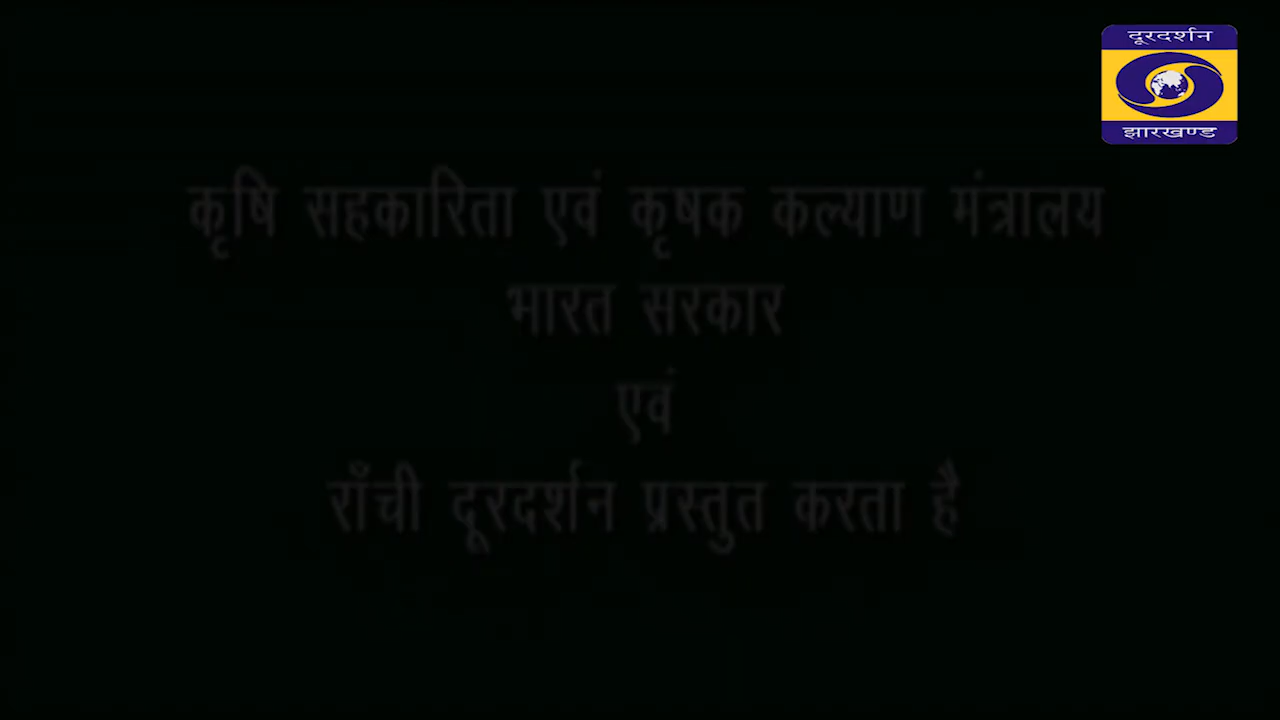 दूरदर्शन
झारखण्ड
कृषि सहकारिता एवं कृषक कल्याण मंत्रालय
भारत सरकार
एवं
राँची दूरदर्शन प्रस्तुत करता है